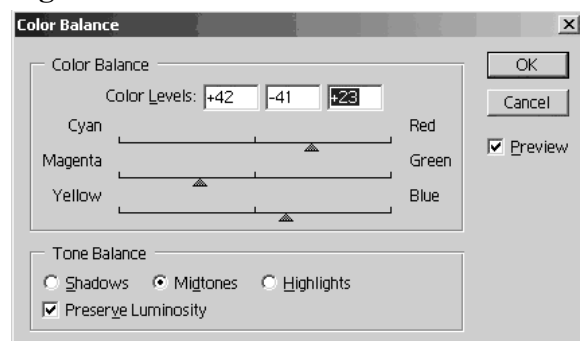 Color Balance
Color Balance
Color Levels: +42 -41 +23
Cyan Red
Magenta Green
Yellow Blue
Tone Balance
Shadows Midtones Highlights
Preserve Luminosity
OK
Cancel
Preview